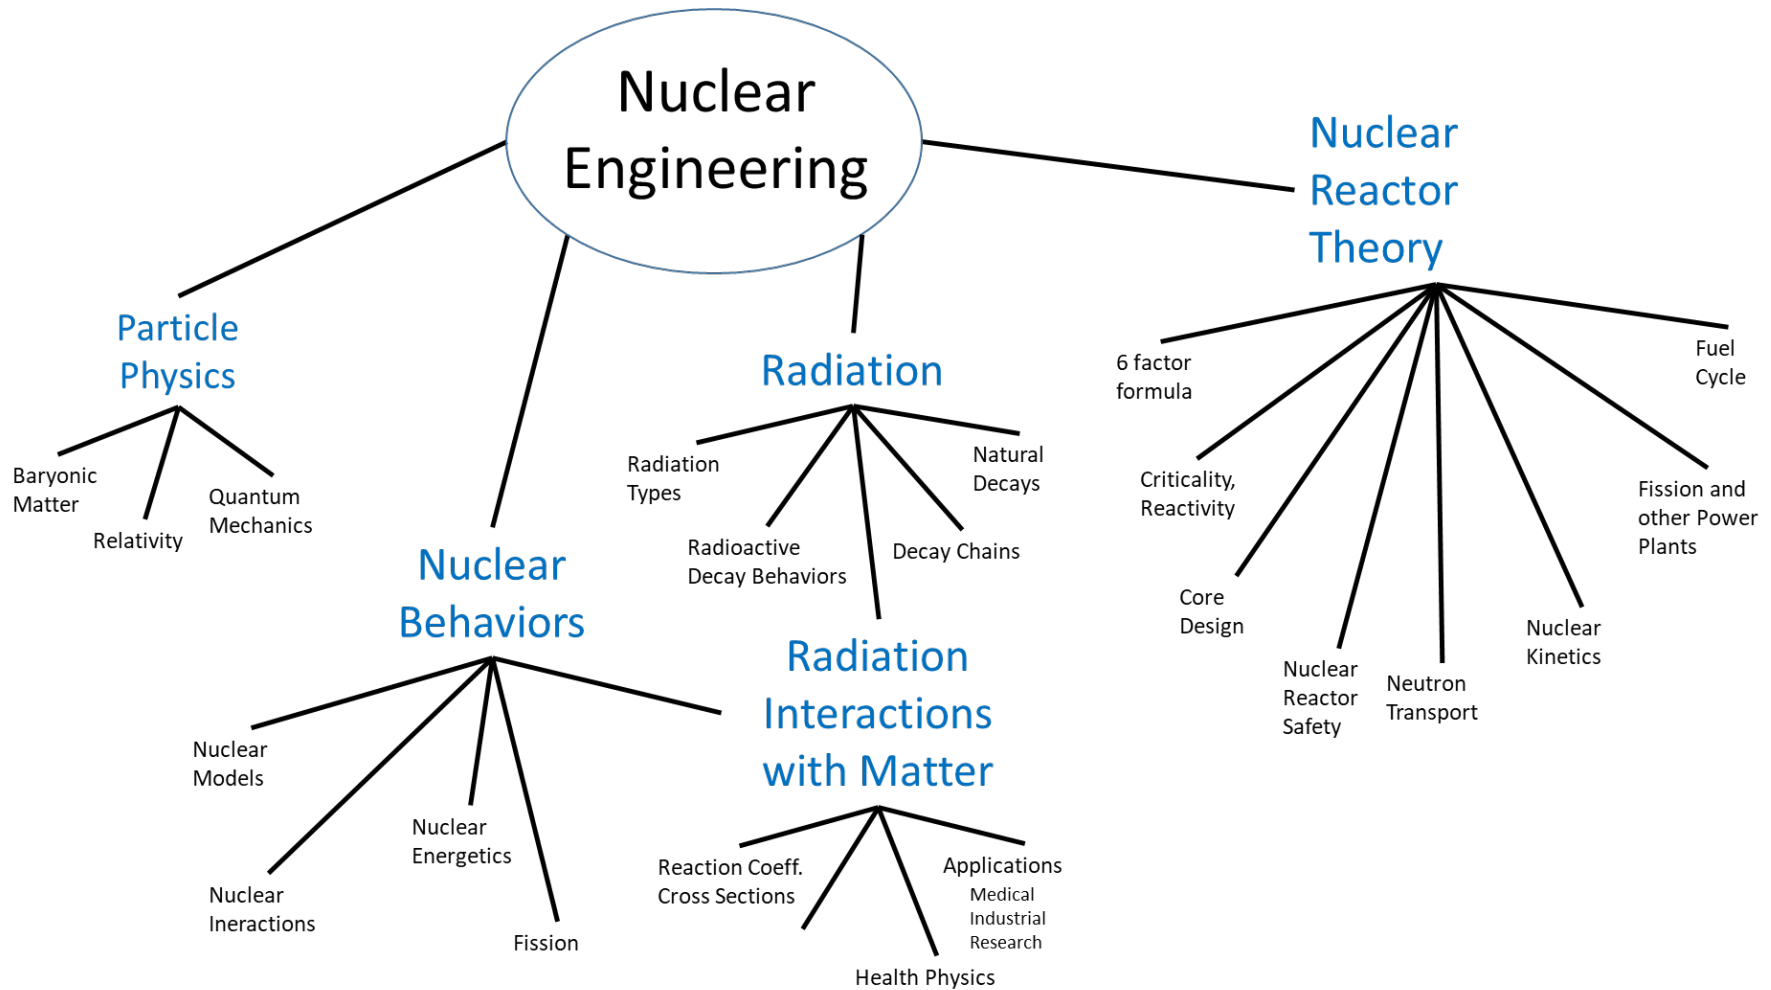 Nuclear
Engineering
Nuclear
Reactor
Theory
Particle
Physics
Baryonic
Matter
Relativity
Quantum
Mechanics
Nuclear
Behaviors
Nuclear
Models
Nuclear
Ineractions
Nuclear
Energetics
Fission
Radiation
Radiation
Types
Radioactive
Decay Behaviors
Decay Chains
Natural
Decays
Radiation
Interactions
with Matter
Reaction Coeff.
Cross Sections
Health Physics
Applications
Medical
Industrial
Research
6 factor
formula
Criticality,
Reactivity
Core
Design
Nuclear
Reactor
Safety
Neutron
Transport
Nuclear
Kinetics
Fission and
other Power
Plants
Fuel
Cycle